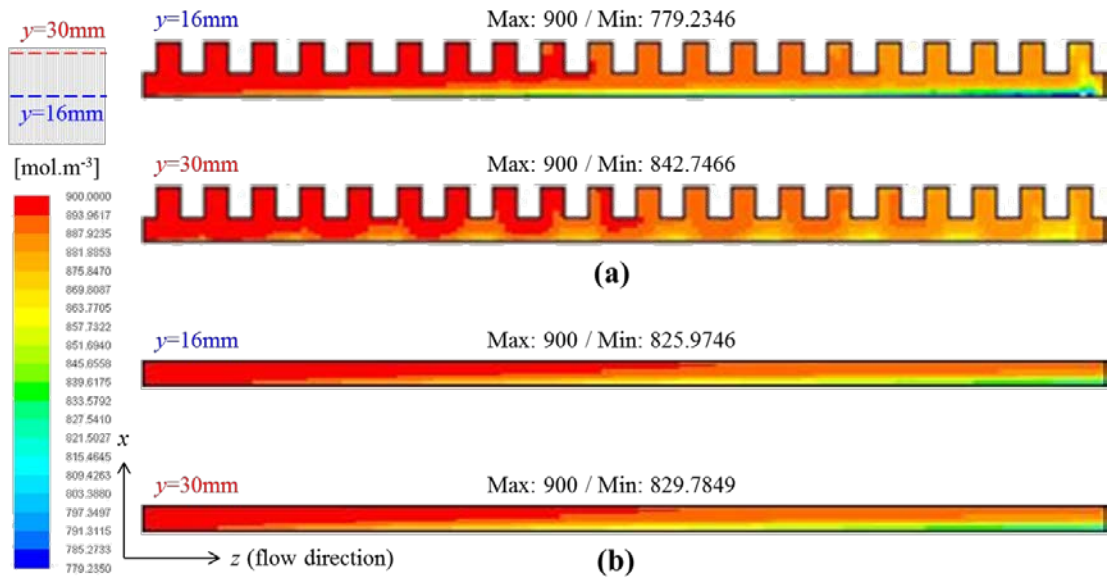 y=16mm
Max: 900 / Min: 779.2346
y=30mm
y=16mm
[mol.m-3]
y=30mm
Max: 900 / Min: 842.7466
900.0000
893.9617
887.9235
881.8853
875.8470
869.8087
863.7705
857.7322
851.6940
845.6558
839.6175
833.5792
827.5410
821.5027
815.4645
809.4263
803.3880
797.3497
791.3115
785.2733
779.2350
(a)
y=16mm
Max: 900 / Min: 825.9746
x
y=30mm
Max: 900 / Min: 829.7849
z (flow direction)
(b)